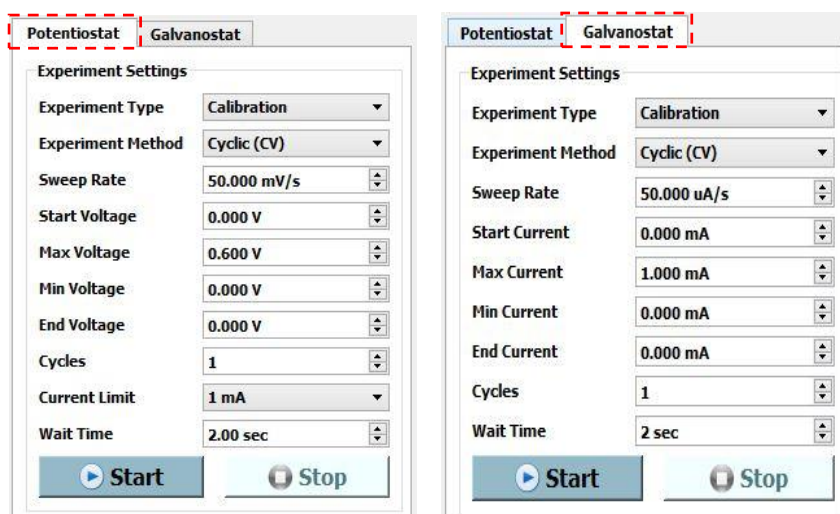 Potentiostat Galvanostat
Experiment Settings
Experiment Type Calibration
Experiment Method Cyclic (CV)
Sweep Rate 50.000 mV/s
Start Voltage 0.000 V
Max Voltage 0.600 V
Min Voltage 0.000 V
End Voltage 0.000 V
Cycles 1
Current Limit 1 mA
Wait Time 2.00 sec
Start Stop
Potentiostat Galvanostat
Experiment Settings
Experiment Type Calibration
Experiment Method Cyclic (CV)
Sweep Rate 50.000 uA/s
Start Current 0.000 mA
Max Current 1.000 mA
Min Current 0.000 mA
End Current 0.000 mA
Cycles 1
Wait Time 2 sec
Start Stop